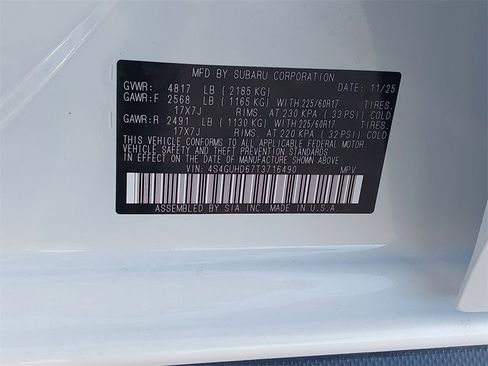 MFD BY SUBARU CORPORATION DATE: 11/25
GVWR: 4817 LB ( 2185 KG)
GAWR:F 2568 LB ( 1165 KG) WITH 225/60R17 TIRES.
17X7J RIMS. AT 230 KPA ( 33 PSI) COLD
GAWR:R 2491 LB ( 1130 KG) WITH 225/60R17 TIRES.
17X7J RIMS. AT 220 KPA ( 32 PSI) COLD
THIS VEHICLE CONFORMS TO ALL APPLICABLE FEDERAL MOTOR
VEHICLE SAFETY AND THEFT PREVENTION STANDARDS IN EFFECT
ON THE DATE OF MANUFACTURE SHOWN ABOVE.
VIN: 4S4GUHD67T3716490 MPV
ASSEMBLED BY SIA INC. MADE IN U.S.A.